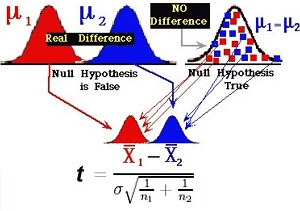 μ1 μ2
Real Difference
NO
Difference
μ1=μ2
Null Hypothesis
is False
Null Hypothesis
True
X̄1 − X̄2
t = 
σ√(1/n1 + 1/n2)